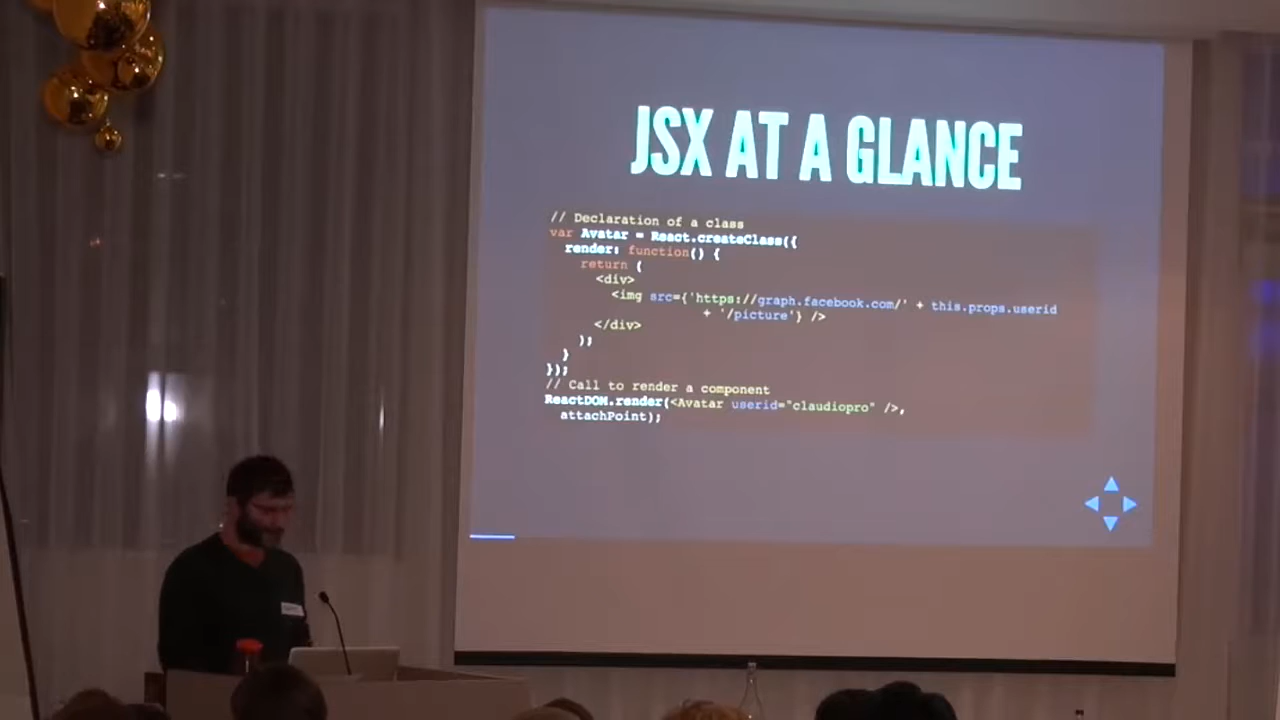 JSX AT A GLANCE
// Declaration of a class
var Avatar = React.createClass({
render: function() {
return (
<div>
<img src={'https://graph.facebook.com/' + this.props.userid
+ '/picture'} />
</div>
);
}
});
// Call to render a component
ReactDOM.render(<Avatar userid="claudiopro" />,
attachPoint);